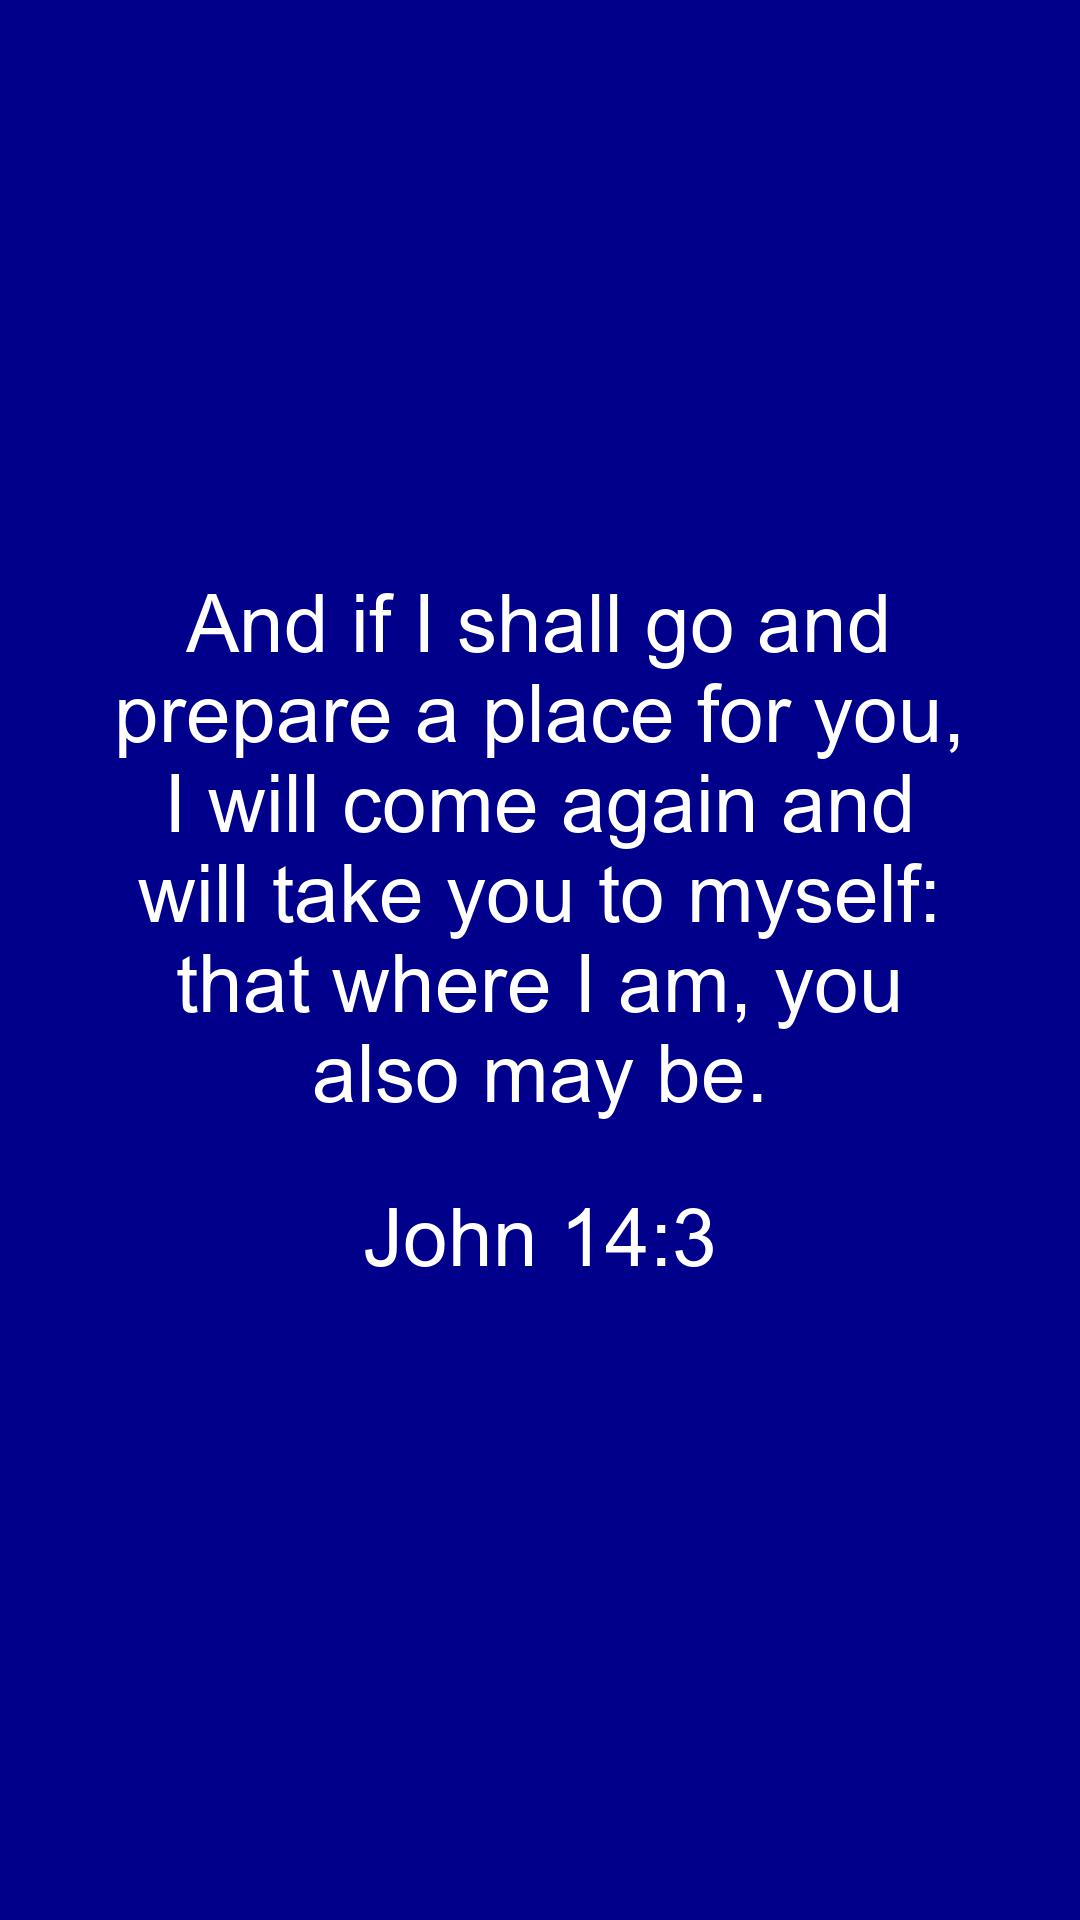 And if I shall go and
prepare a place for you,
I will come again and
will take you to myself:
that where I am, you
also may be.
John 14:3